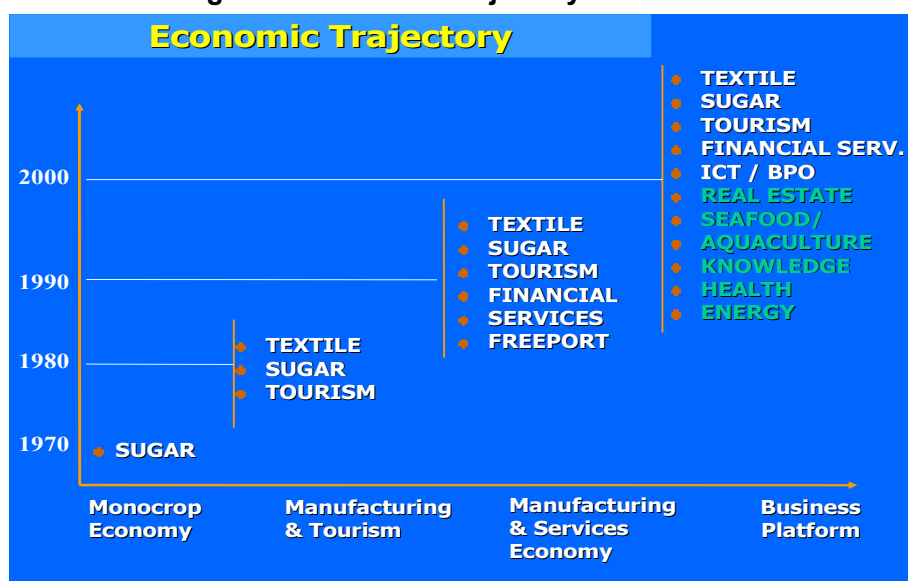 Economic Trajectory
TEXTILE
SUGAR
TOURISM
FINANCIAL SERV.
ICT / BPO
REAL ESTATE
SEAFOOD/
AQUACULTURE
KNOWLEDGE
HEALTH
ENERGY
2000
TEXTILE
SUGAR
TOURISM
FINANCIAL
SERVICES
FREEPORT
1990
TEXTILE
SUGAR
TOURISM
1980
1970
SUGAR
Monocrop
Economy
Manufacturing
& Tourism
Manufacturing
& Services
Economy
Business
Platform